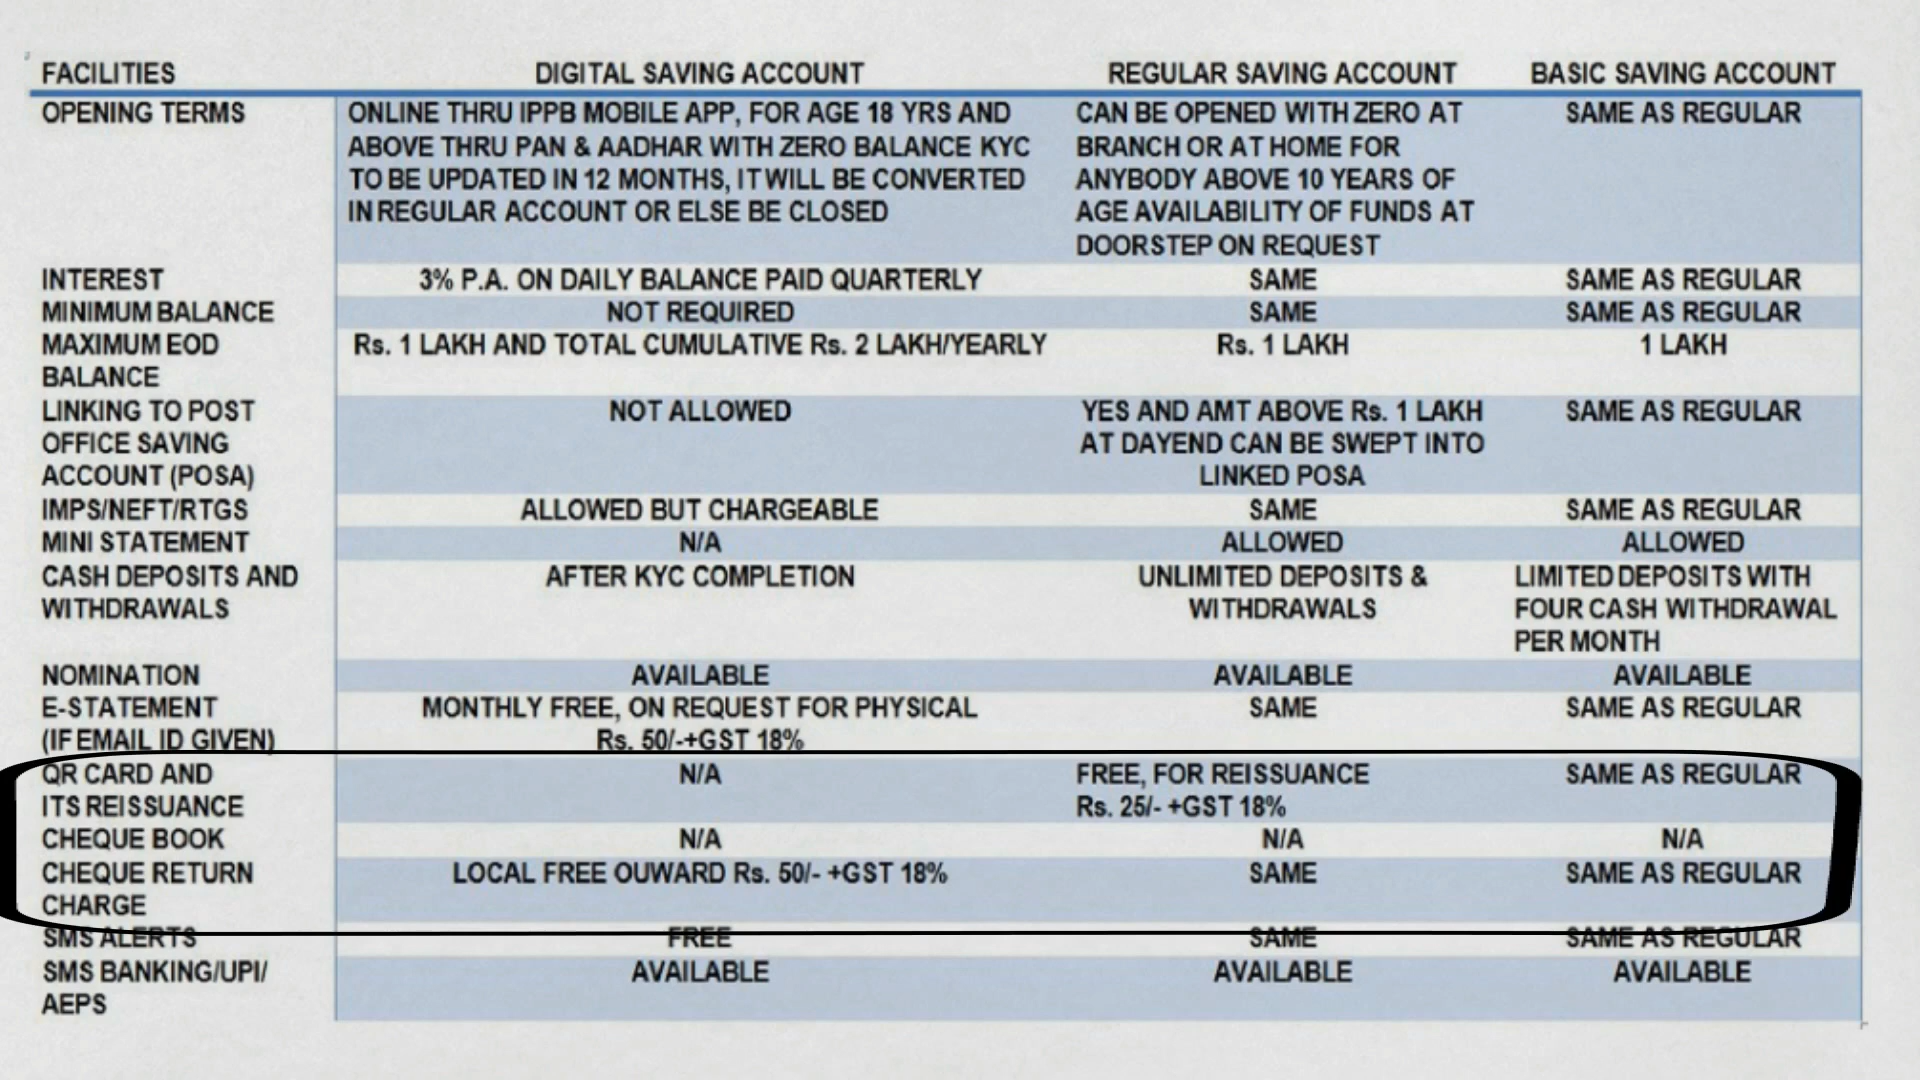 FACILITIES DIGITAL SAVING ACCOUNT REGULAR SAVING ACCOUNT BASIC SAVING ACCOUNT
OPENING TERMS ONLINE THRU IPPB MOBILE APP, FOR AGE 18 YRS AND CAN BE OPENED WITH ZERO AT SAME AS REGULAR
ABOVE THRU PAN & AADHAR WITH ZERO BALANCE KYC BRANCH OR AT HOME FOR
TO BE UPDATED IN 12 MONTHS, IT WILL BE CONVERTED ANYBODY ABOVE 10 YEARS OF
IN REGULAR ACCOUNT OR ELSE BE CLOSED AGE AVAILABILITY OF FUNDS AT
DOORSTEP ON REQUEST
INTEREST 3% P.A. ON DAILY BALANCE PAID QUARTERLY SAME SAME AS REGULAR
MINIMUM BALANCE NOT REQUIRED SAME SAME AS REGULAR
MAXIMUM EOD Rs. 1 LAKH AND TOTAL CUMULATIVE Rs. 2 LAKH/YEARLY Rs. 1 LAKH 1 LAKH
BALANCE
LINKING TO POST NOT ALLOWED YES AND AMT ABOVE Rs. 1 LAKH SAME AS REGULAR
OFFICE SAVING AT DAYEND CAN BE SWEPT INTO
ACCOUNT (POSA) LINKED POSA
IMPS/NEFT/RTGS ALLOWED BUT CHARGEABLE SAME SAME AS REGULAR
MINI STATEMENT N/A ALLOWED ALLOWED
CASH DEPOSITS AND AFTER KYC COMPLETION UNLIMITED DEPOSITS & LIMITED DEPOSITS WITH
WITHDRAWALS WITHDRAWALS FOUR CASH WITHDRAWAL
PER MONTH
NOMINATION AVAILABLE AVAILABLE AVAILABLE
E-STATEMENT MONTHLY FREE, ON REQUEST FOR PHYSICAL SAME SAME AS REGULAR
(IF EMAIL ID GIVEN) Rs. 50/-+GST 18%
QR CARD AND N/A FREE, FOR REISSUANCE SAME AS REGULAR
ITS REISSUANCE Rs. 25/- +GST 18%
CHEQUE BOOK N/A N/A N/A
CHEQUE RETURN LOCAL FREE OUWARD Rs. 50/- +GST 18% SAME SAME AS REGULAR
CHARGE
SMS ALERTS FREE SAME SAME AS REGULAR
SMS BANKING/UPI/ AVAILABLE AVAILABLE AVAILABLE
AEPS